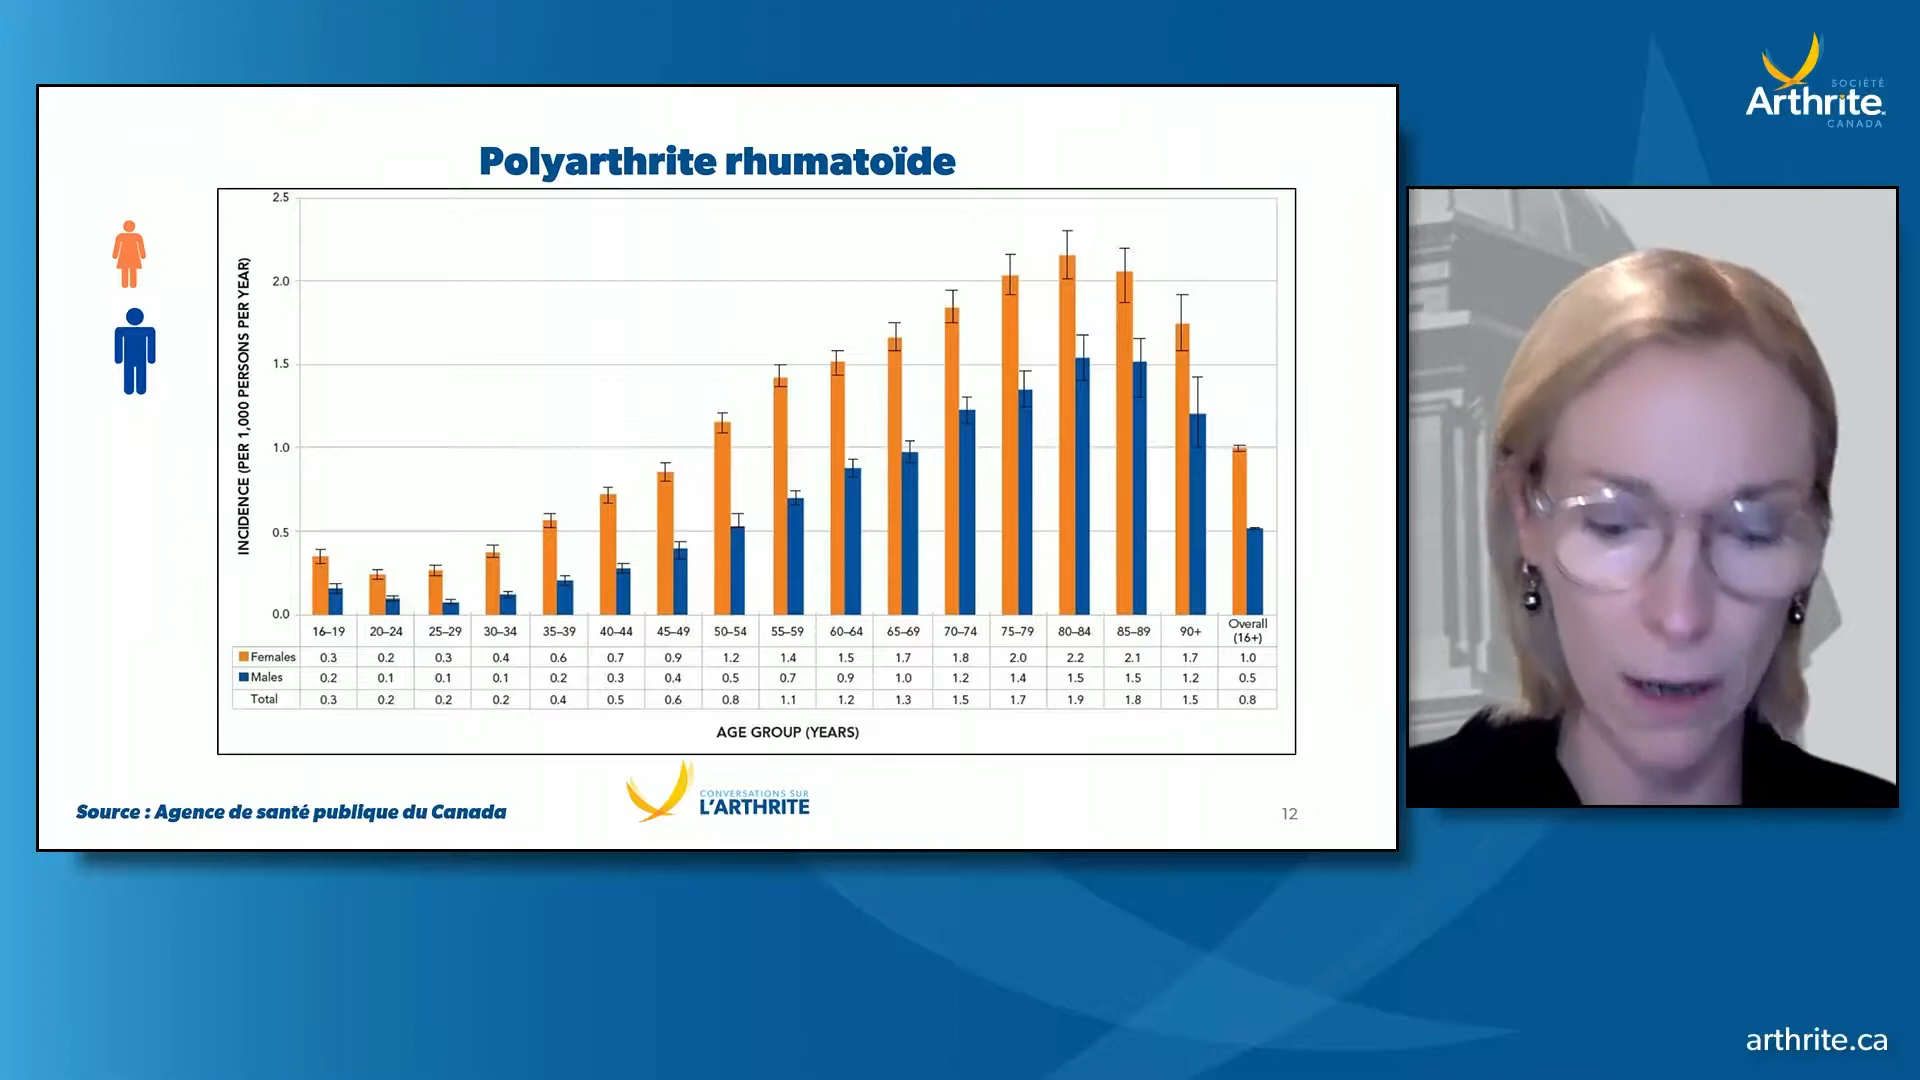 SOCIÉTÉ
Arthrite
CANADA
Polyarthrite rhumatoïde
INCIDENCE (PER 1,000 PERSONS PER YEAR)
2.5
2.0
1.5
1.0
0.5
0.0
16–19 20–24 25–29 30–34 35–39 40–44 45–49 50–54 55–59 60–64 65–69 70–74 75–79 80–84 85–89 90+ Overall (16+)
Females 0.3 0.2 0.3 0.4 0.6 0.7 0.9 1.2 1.4 1.5 1.7 1.8 2.0 2.2 2.1 1.7 1.0
Males 0.2 0.1 0.1 0.1 0.2 0.3 0.4 0.5 0.7 0.9 1.0 1.2 1.4 1.5 1.5 1.2 0.5
Total 0.3 0.2 0.2 0.2 0.4 0.5 0.6 0.8 1.1 1.2 1.3 1.5 1.7 1.9 1.8 1.5 0.8
AGE GROUP (YEARS)
Source : Agence de santé publique du Canada
CONVERSATIONS SUR
L'ARTHRITE
12
arthrite.ca